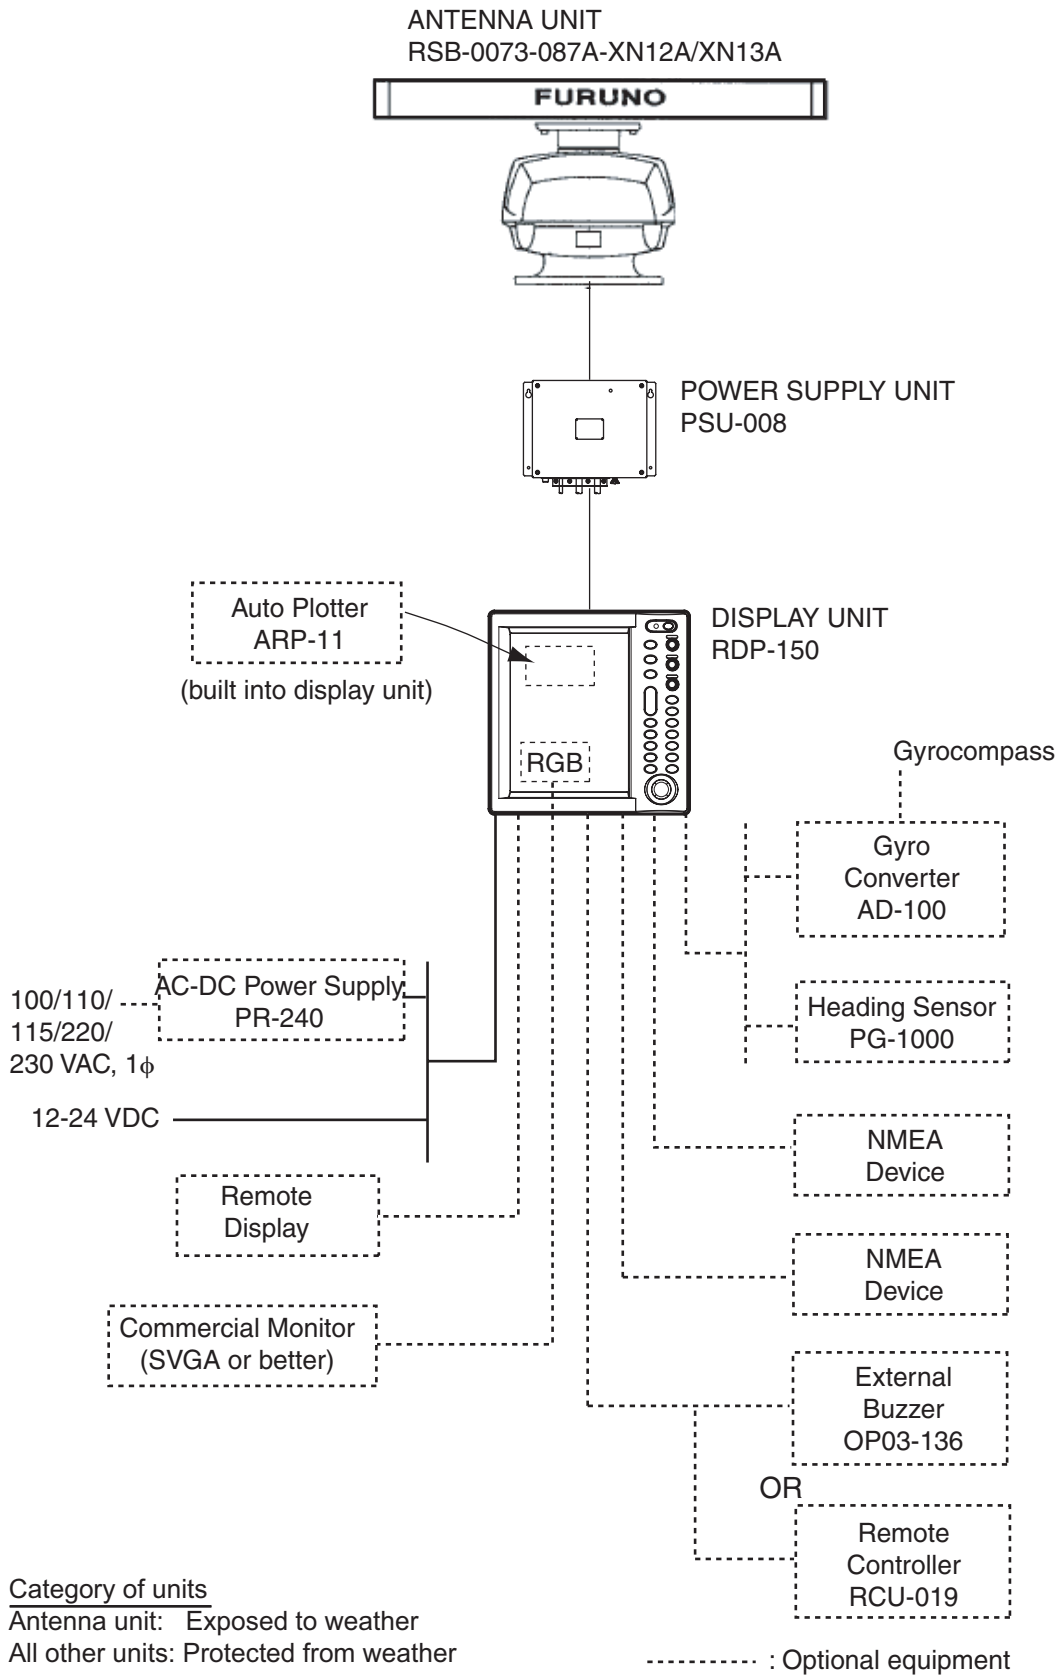 ANTENNA UNIT
RSB-0073-087A-XN12A/XN13A
FURUNO
POWER SUPPLY UNIT
PSU-008
Auto Plotter
ARP-11
(built into display unit)
DISPLAY UNIT
RDP-150
RGB
Gyrocompass
Gyro
Converter
AD-100
AC-DC Power Supply
PR-240
100/110/
115/220/
230 VAC, 1ϕ
Heading Sensor
PG-1000
12-24 VDC
NMEA
Device
Remote
Display
NMEA
Device
Commercial Monitor
(SVGA or better)
External
Buzzer
OP03-136
OR
Remote
Controller
RCU-019
Category of units
Antenna unit: Exposed to weather
All other units: Protected from weather
: Optional equipment